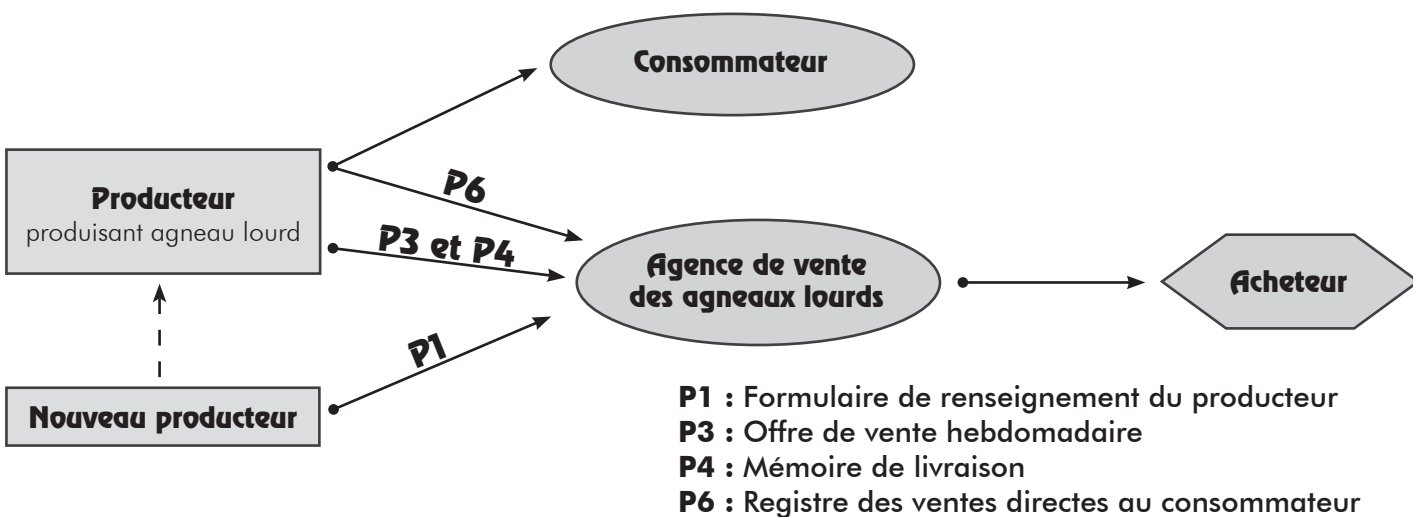 Consommateur
Producteur
produisant agneau lourd
P6
P3 et P4
Agence de vente
des agneaux lourds
Acheteur
P1
Nouveau producteur
P1 : Formulaire de renseignement du producteur
P3 : Offre de vente hebdomadaire
P4 : Mémoire de livraison
P6 : Registre des ventes directes au consommateur